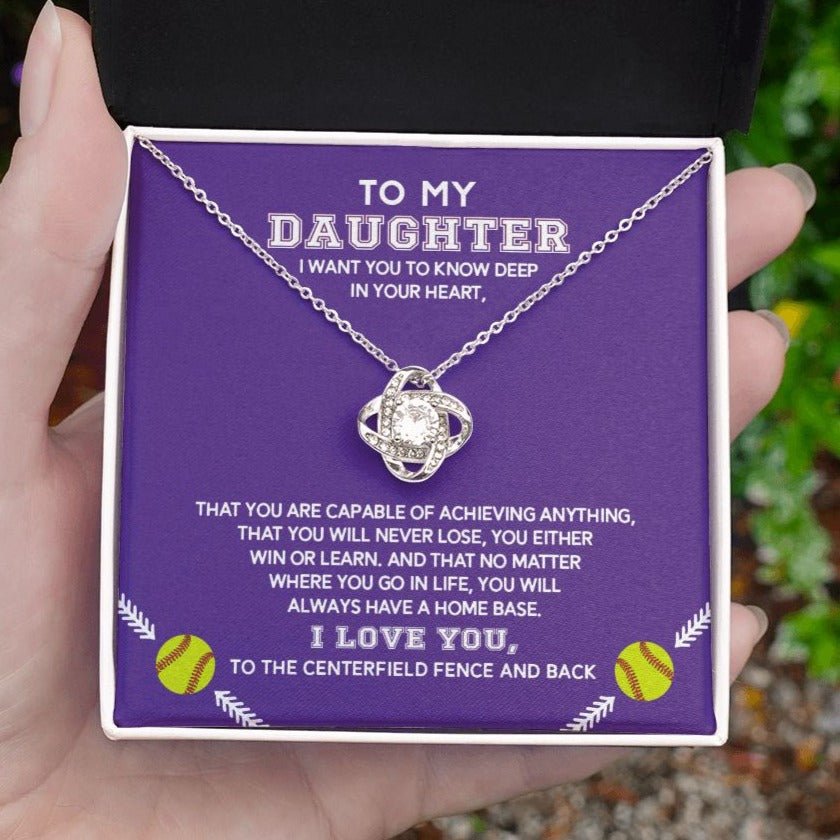 TO MY
DAUGHTER
I WANT YOU TO KNOW DEEP
IN YOUR HEART,
THAT YOU ARE CAPABLE OF ACHIEVING ANYTHING,
THAT YOU WILL NEVER LOSE, YOU EITHER
WIN OR LEARN. AND THAT NO MATTER
WHERE YOU GO IN LIFE, YOU WILL
ALWAYS HAVE A HOME BASE.
I LOVE YOU,
TO THE CENTERFIELD FENCE AND BACK